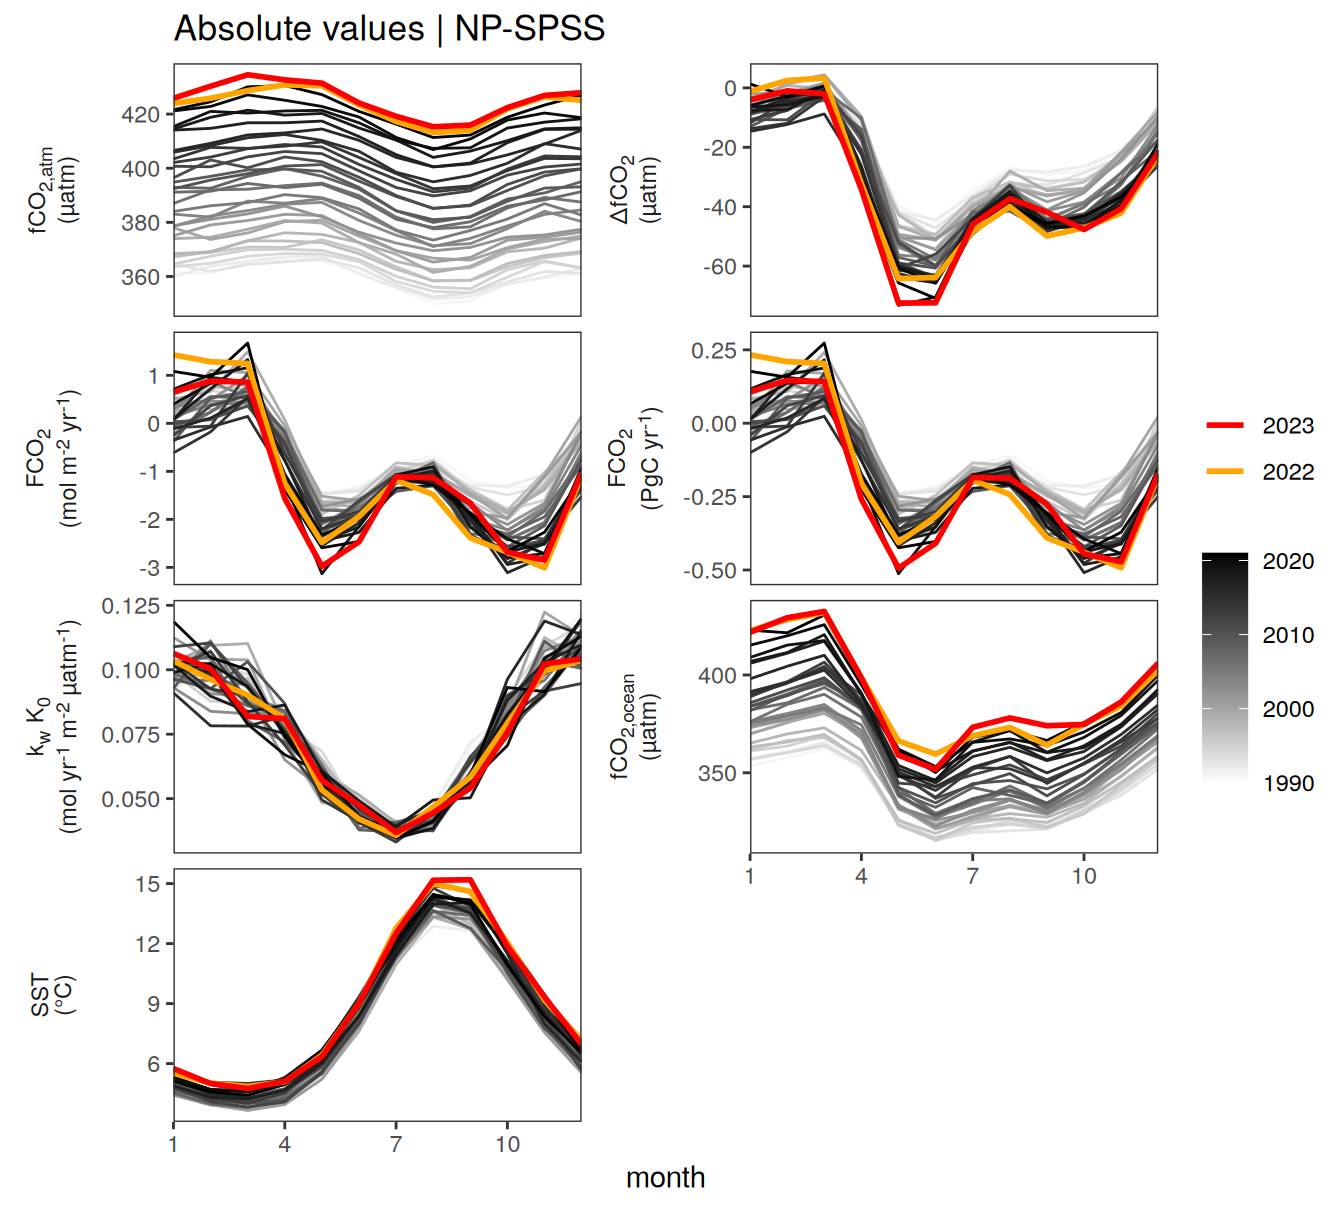 Absolute values | NP-SPSS
fCO2,atm
(µatm)
420
400
380
360
ΔfCO2
(µatm)
0
-20
-40
-60
FCO2
(mol m-2 yr-1)
1
0
-1
-2
-3
FCO2
(PgC yr-1)
0.25
0.00
-0.25
-0.50
kw K0
(mol yr-1 m-2 µatm-1)
0.125
0.100
0.075
0.050
fCO2,ocean
(µatm)
400
350
1 4 7 10
SST
(°C)
15
12
9
6
1 4 7 10
month
2023
2022
2020
2010
2000
1990